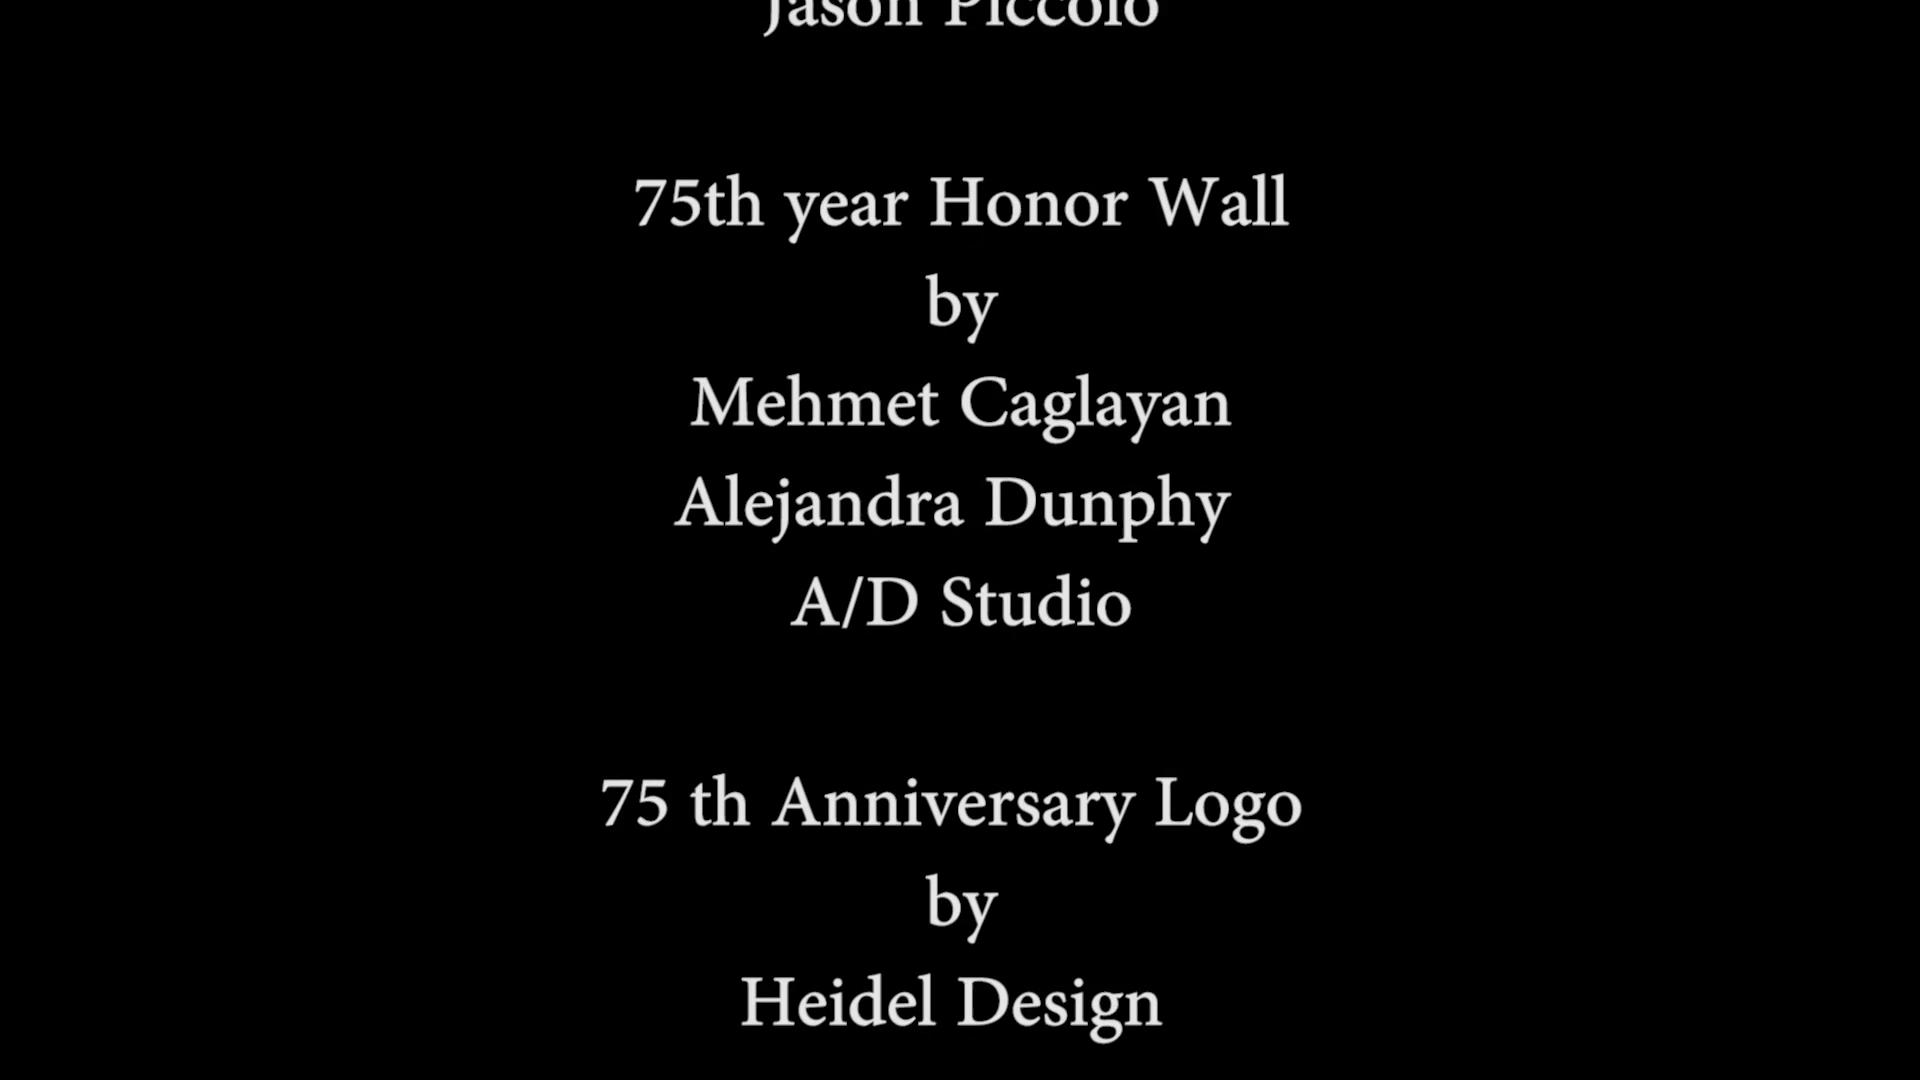 Jason Piccolo
75th year Honor Wall
by
Mehmet Caglayan
Alejandra Dunphy
A/D Studio
75 th Anniversary Logo
by
Heidel Design